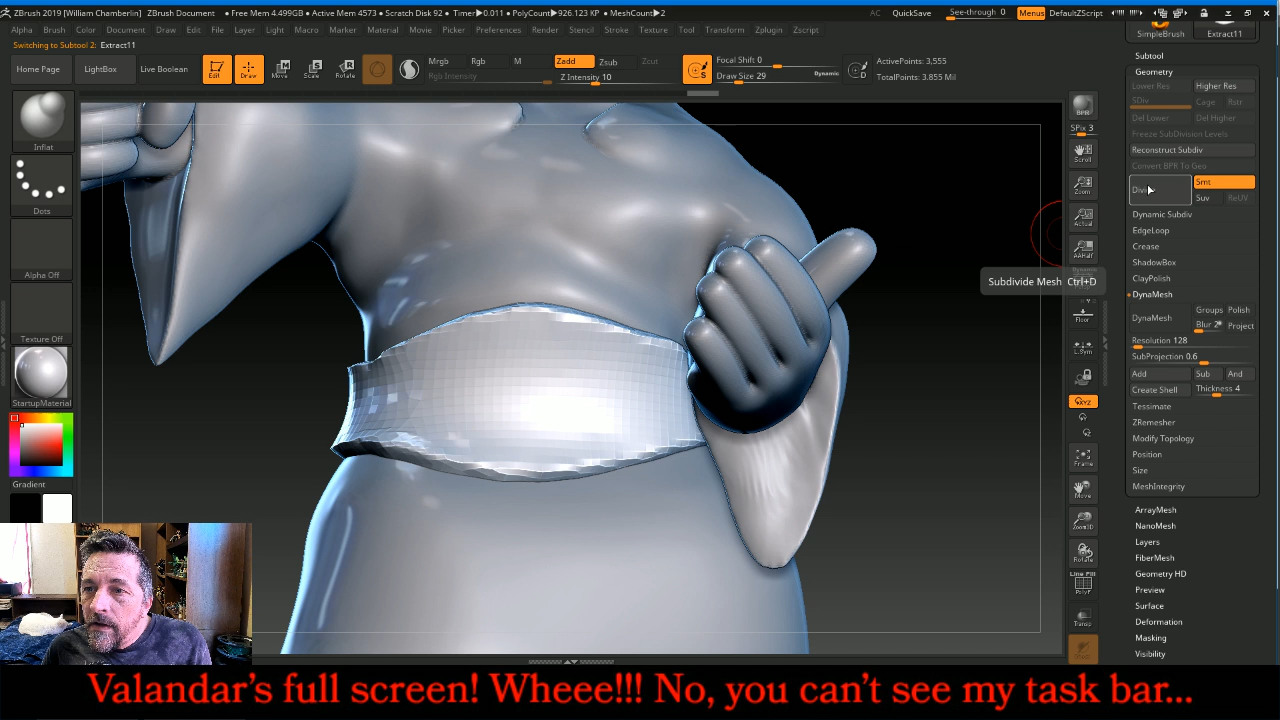 ZBrush 2019 [William Chamberlin] ZBrush Document • Free Mem 4.499GB • Active Mem 4573 • Scratch Disk 92 • Timer▶0.011 • PolyCount▶926.123 KP • MeshCount▶2 AC QuickSave See-through 0 Menus DefaultZScript
Alpha Brush Color Document Draw Edit File Layer Light Macro Marker Material Movie Picker Preferences Render Stencil Stroke Texture Tool Transform Zplugin Zscript
Switching to Subtool 2: Extract11
SimpleBrush Extract11
Home Page LightBox Live Boolean Edit Draw Move Scale Rotate
Mrgb Rgb M Zadd Zsub Zcut
Rgb Intensity Z Intensity 10
Focal Shift 0
Draw Size 29 Dynamic
ActivePoints: 3,555
TotalPoints: 3.855 Mil
Inflat
Dots
Alpha Off
Texture Off
StartupMaterial
Gradient
BPR
SPix 3
Scroll
Zoom
Actual
AAHalf
Floor
L.Sym
XYZ
Frame
Move
Zoom3D
Rotate
Line Fill
PolyF
Transp
Subdivide Mesh Ctrl+D
Subtool
Geometry
Lower Res Higher Res
SDiv Cage Rstr
Del Lower Del Higher
Freeze SubDivision Levels
Reconstruct Subdiv
Convert BPR To Geo
Smt
Suv ReUV
Dynamic Subdiv
EdgeLoop
Crease
ShadowBox
ClayPolish
DynaMesh
DynaMesh Groups Polish
Blur 2 Project
Resolution 128
SubProjection 0.6
Add Sub And
Create Shell Thickness 4
Tessimate
ZRemesher
Modify Topology
Position
Size
MeshIntegrity
ArrayMesh
NanoMesh
Layers
FiberMesh
Geometry HD
Preview
Surface
Deformation
Masking
Visibility
Valandar's full screen! Wheee!!! No, you can't see my task bar...